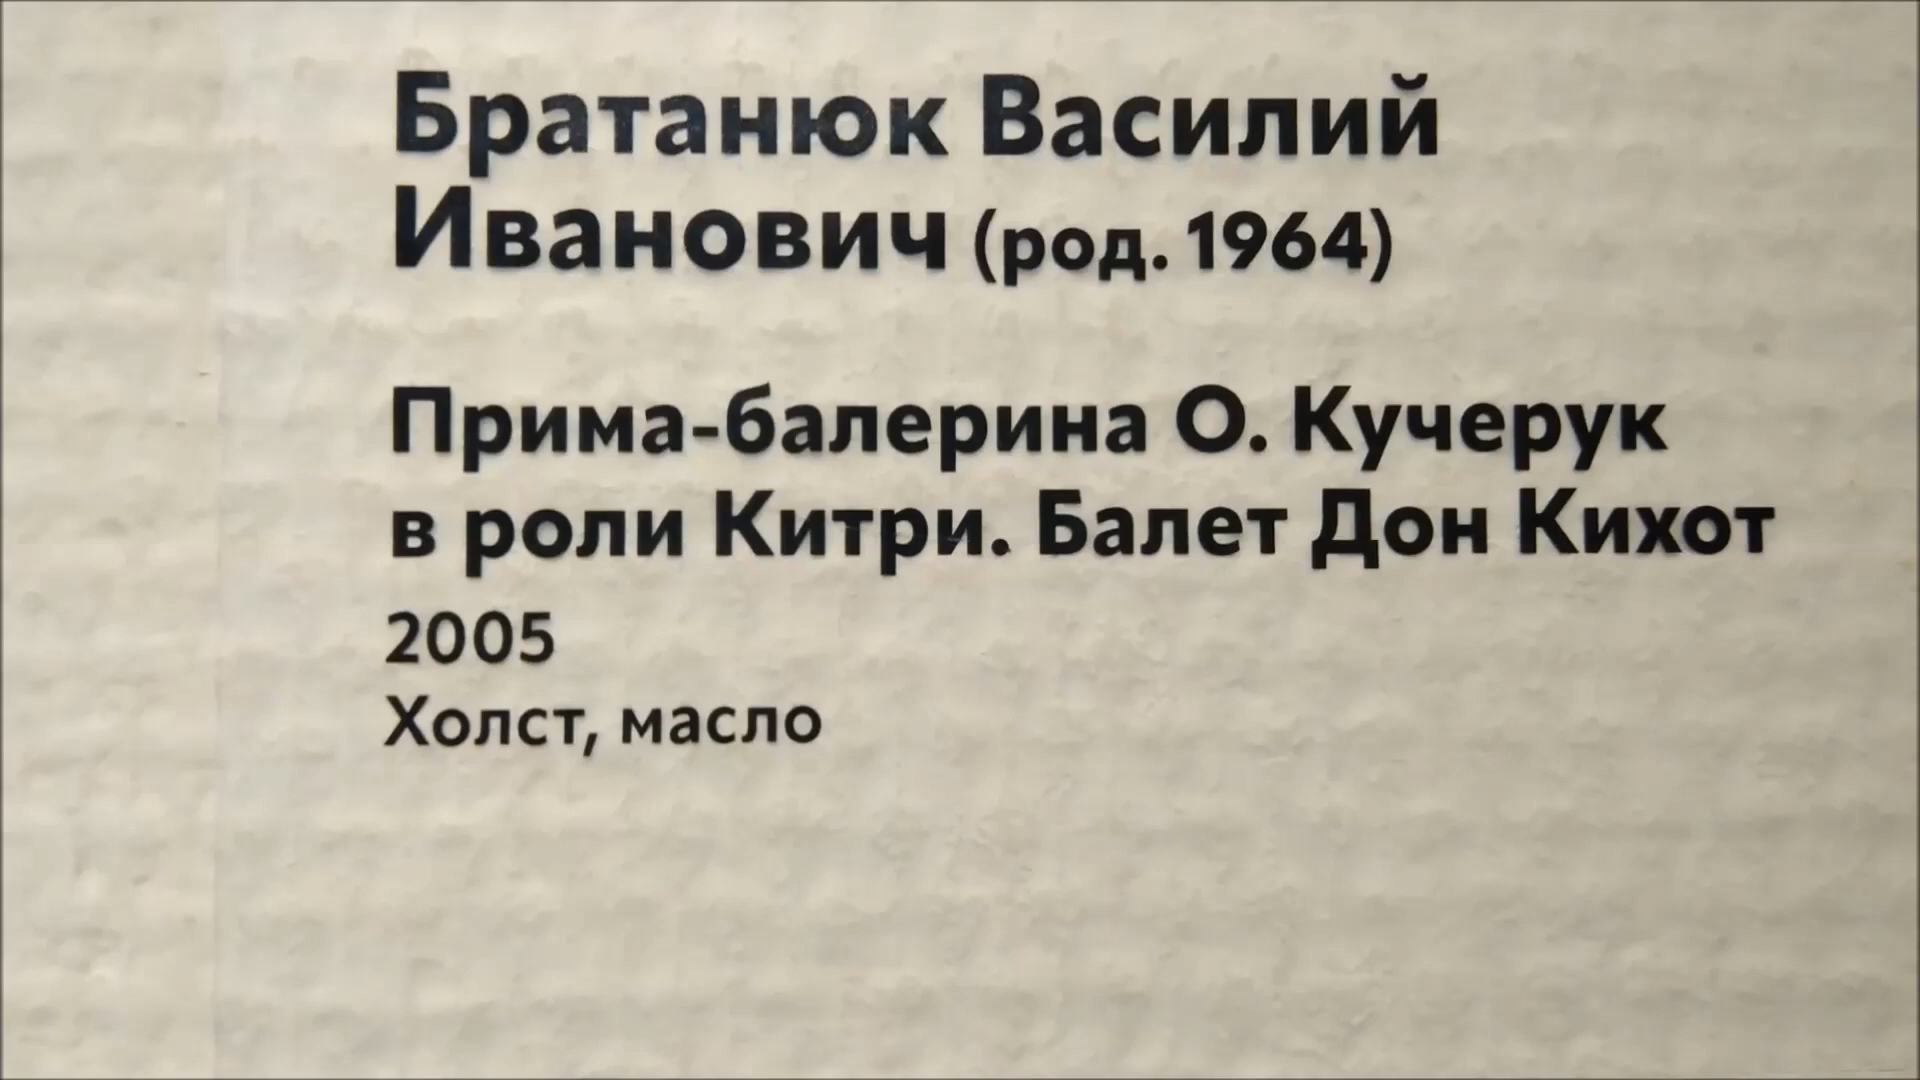 Братанюк Василий
Иванович (род. 1964)
Прима-балерина О. Кучерук
в роли Китри. Балет Дон Кихот
2005
Холст, масло